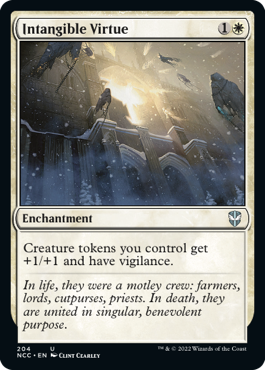 Intangible Virtue 1
Enchantment
Creature tokens you control get
+1/+1 and have vigilance.
In life, they were a motley crew: farmers,
lords, cutpurses, priests. In death, they
are united in singular, benevolent
purpose.
204 U
NCC • EN Clint Cearley
™ & © 2022 Wizards of the Coast